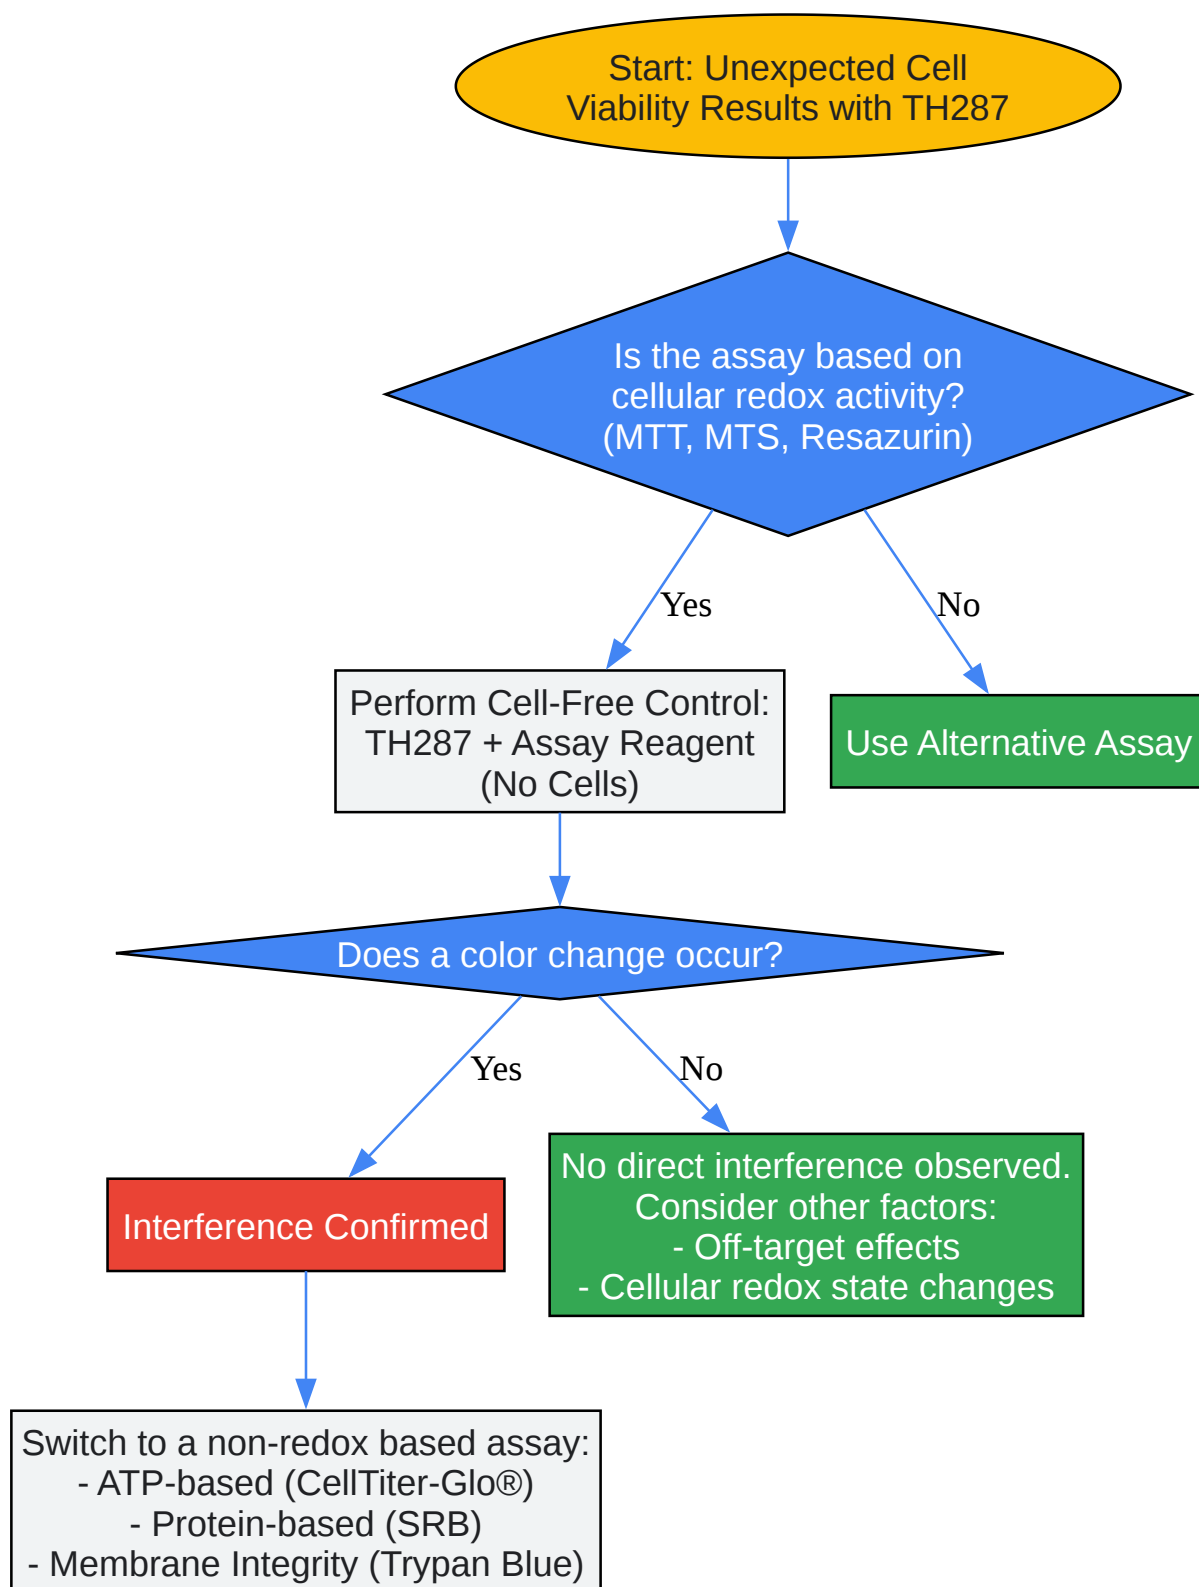 Start: Unexpected Cell
Viability Results with TH287
Is the assay based on
cellular redox activity?
(MTT, MTS, Resazurin)
Yes
No
Perform Cell-Free Control:
TH287 + Assay Reagent
(No Cells)
Use Alternative Assay
Does a color change occur?
Yes
No
Interference Confirmed
No direct interference observed.
Consider other factors:
- Off-target effects
- Cellular redox state changes
Switch to a non-redox based assay:
- ATP-based (CellTiter-Glo®)
- Protein-based (SRB)
- Membrane Integrity (Trypan Blue)